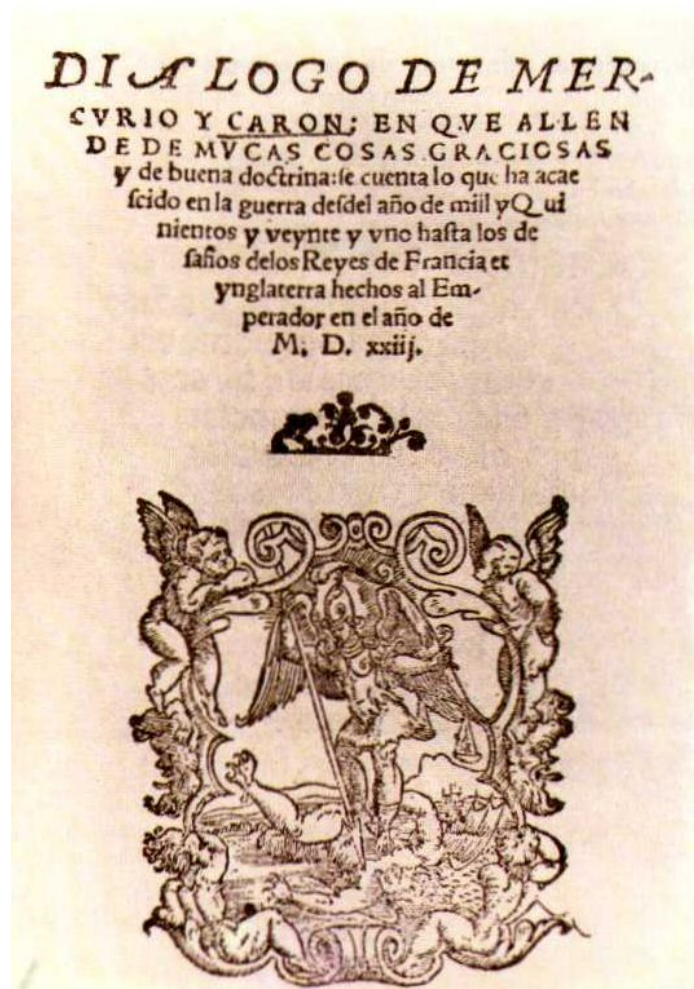 DIALOGO DE MER-
CVRIO Y CARON: EN QVE ALLEN
DE DE MVCAS COSAS GRACIOSAS
y de buena doctrina: se cuenta lo que ha acae
scido en la guerra desdel año de miil y Qui
nientos y veynte y vno hasta los de
safios delos Reyes de Francia et
ynglaterra hechos al Em-
perador en el año de
M. D. xxiij.